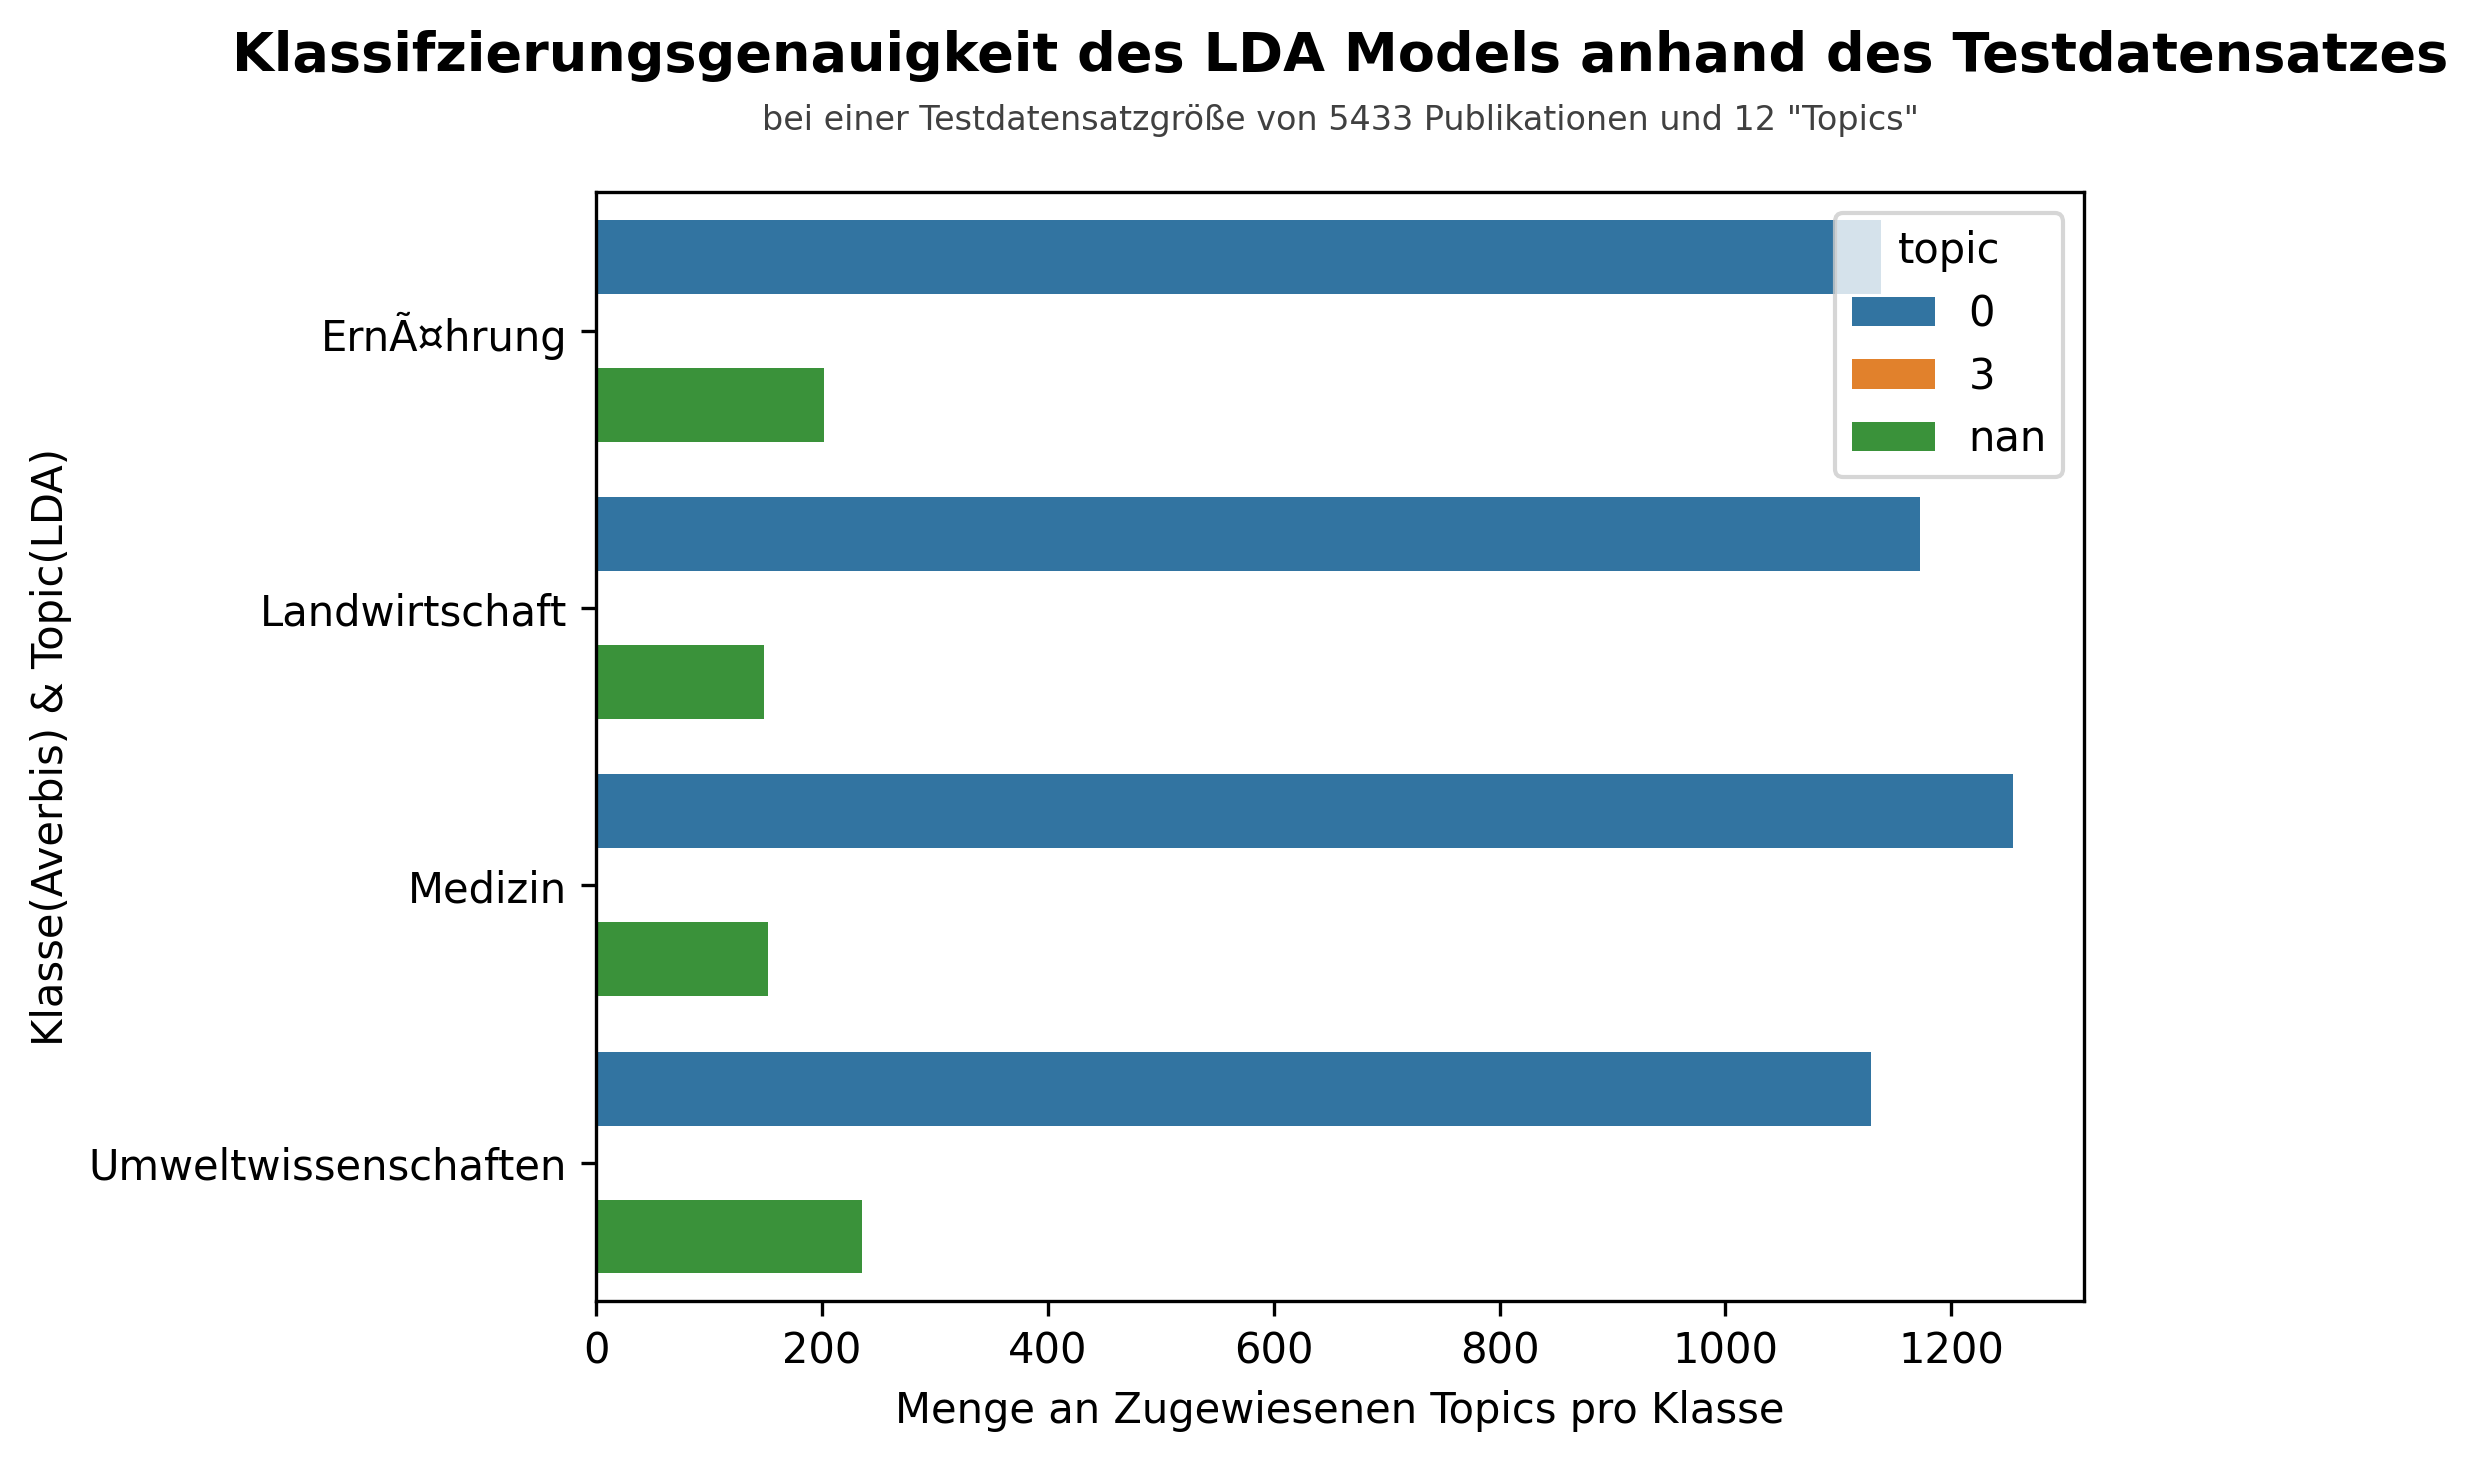 Klassifzierungsgenauigkeit des LDA Models anhand des Testdatensatzes
bei einer Testdatensatzgröße von 5433 Publikationen und 12 "Topics"
topic
0
3
nan
Klasse(Averbis) & Topic(LDA)
ErnÃ¤hrung
Landwirtschaft
Medizin
Umweltwissenschaften
0 200 400 600 800 1000 1200
Menge an Zugewiesenen Topics pro Klasse